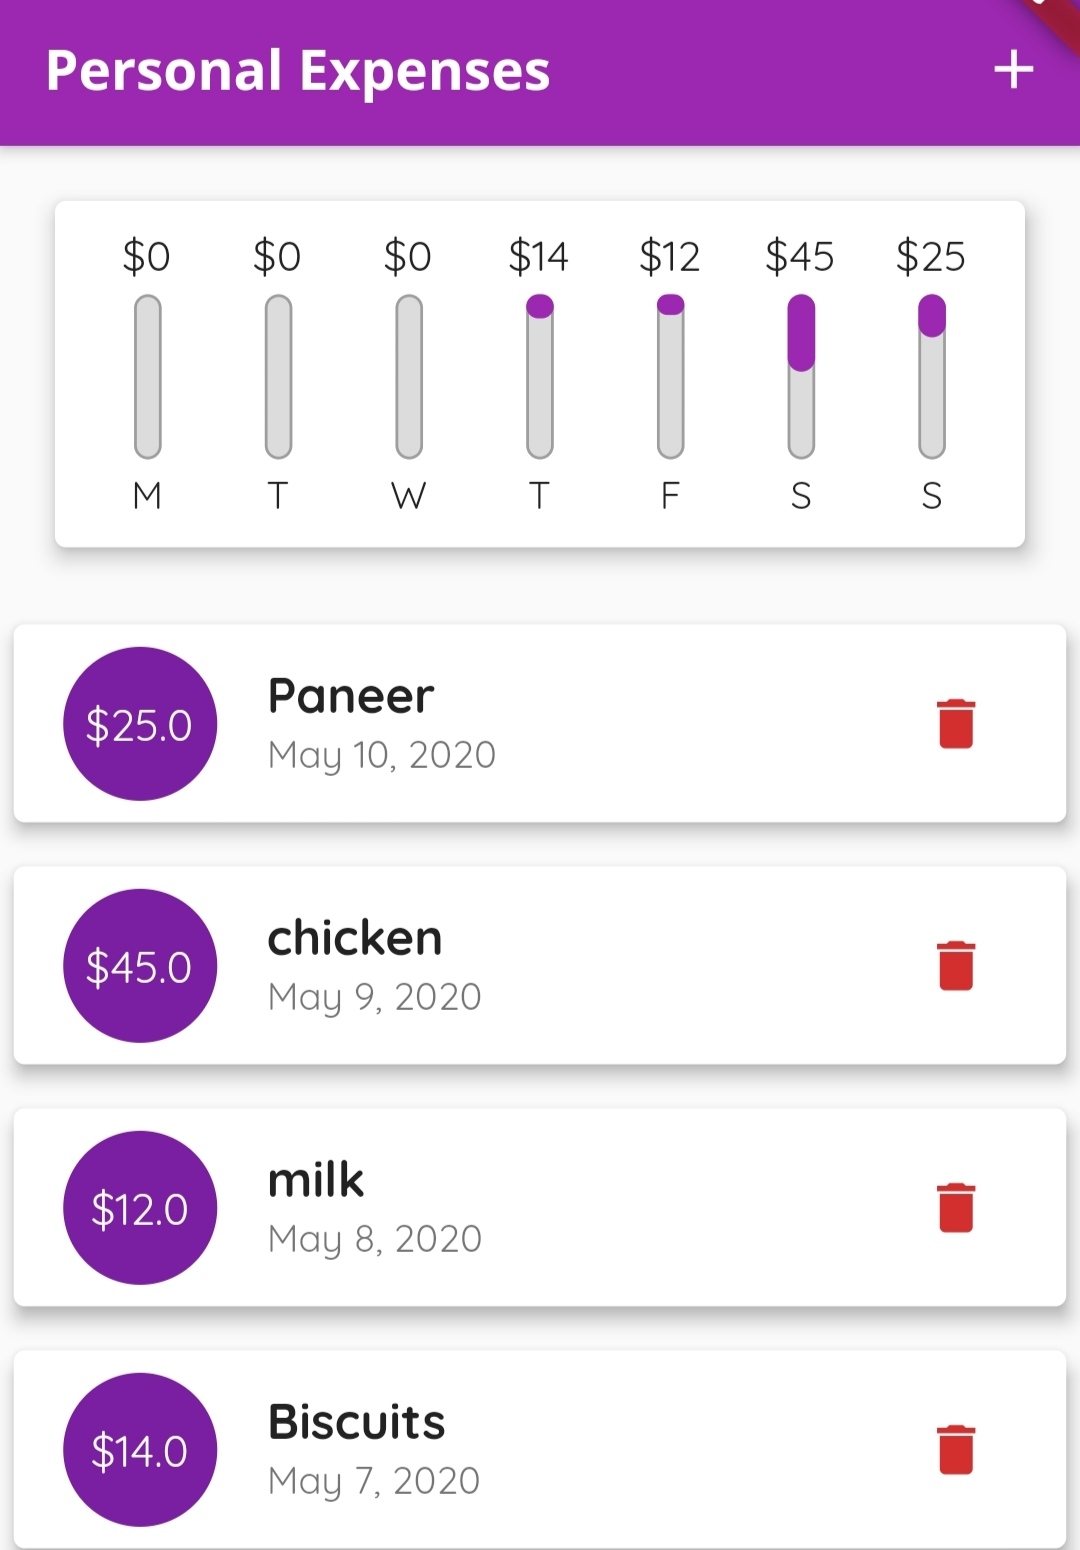 Personal Expenses
$0 $0 $0 $14 $12 $45 $25
M T W T F S S
$25.0
Paneer
May 10, 2020
$45.0
chicken
May 9, 2020
$12.0
milk
May 8, 2020
$14.0
Biscuits
May 7, 2020